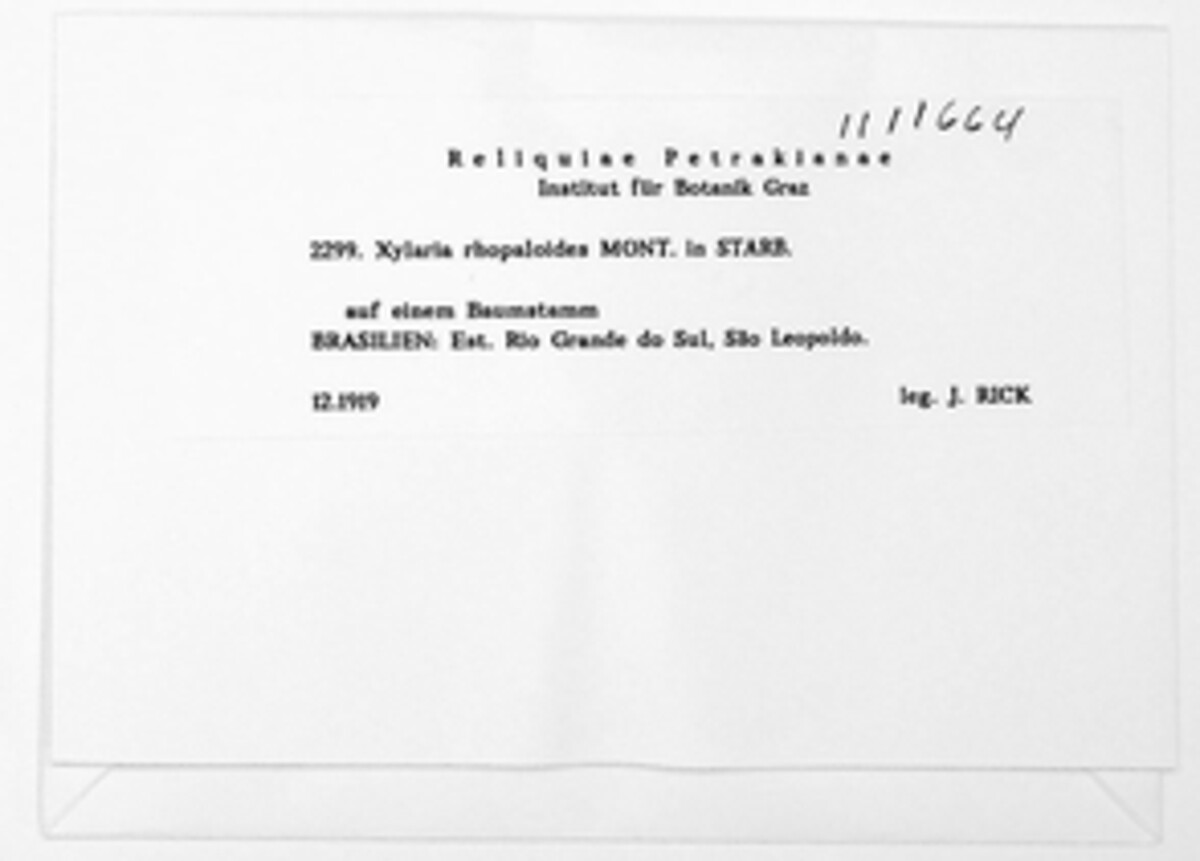 1111664
Reliquiae Petrakianae
Institut für Botanik Graz
2299. Xylaria rhopaloides MONT. in STARB.
auf einem Baumstamm
BRASILIEN: Est. Rio Grande do Sul, São Leopoldo.
12.1919 leg. J. RICK